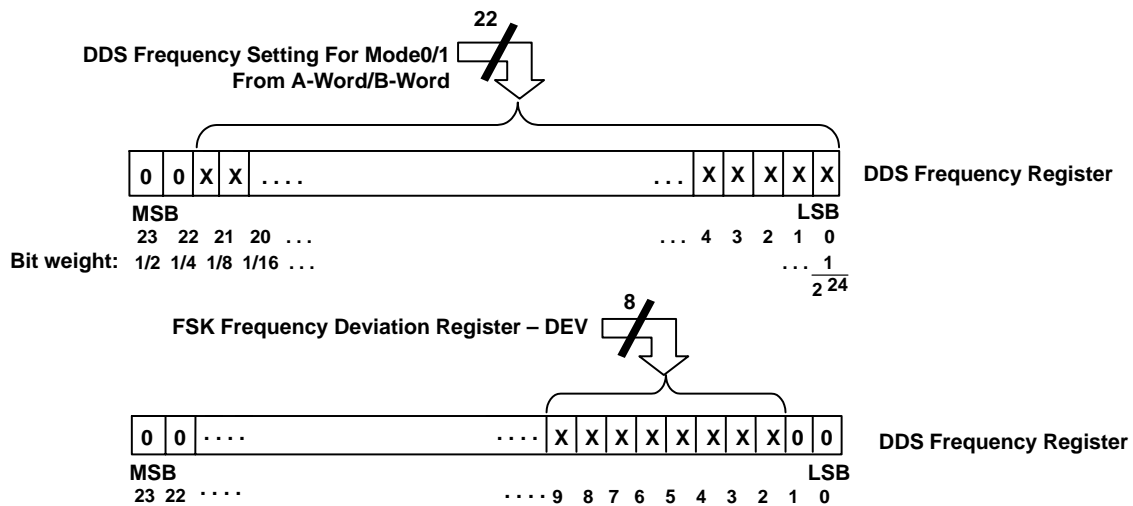 22
DDS Frequency Setting For Mode0/1
From A-Word/B-Word
0 0 X X .... ... X X X X X DDS Frequency Register
MSB LSB
23 22 21 20 ... ... 4 3 2 1 0
Bit weight: 1/2 1/4 1/8 1/16 ... ... 1
2 24
8
FSK Frequency Deviation Register – DEV
0 0 .... .... X X X X X X X X 0 0 DDS Frequency Register
MSB LSB
23 22 .... .... 9 8 7 6 5 4 3 2 1 0